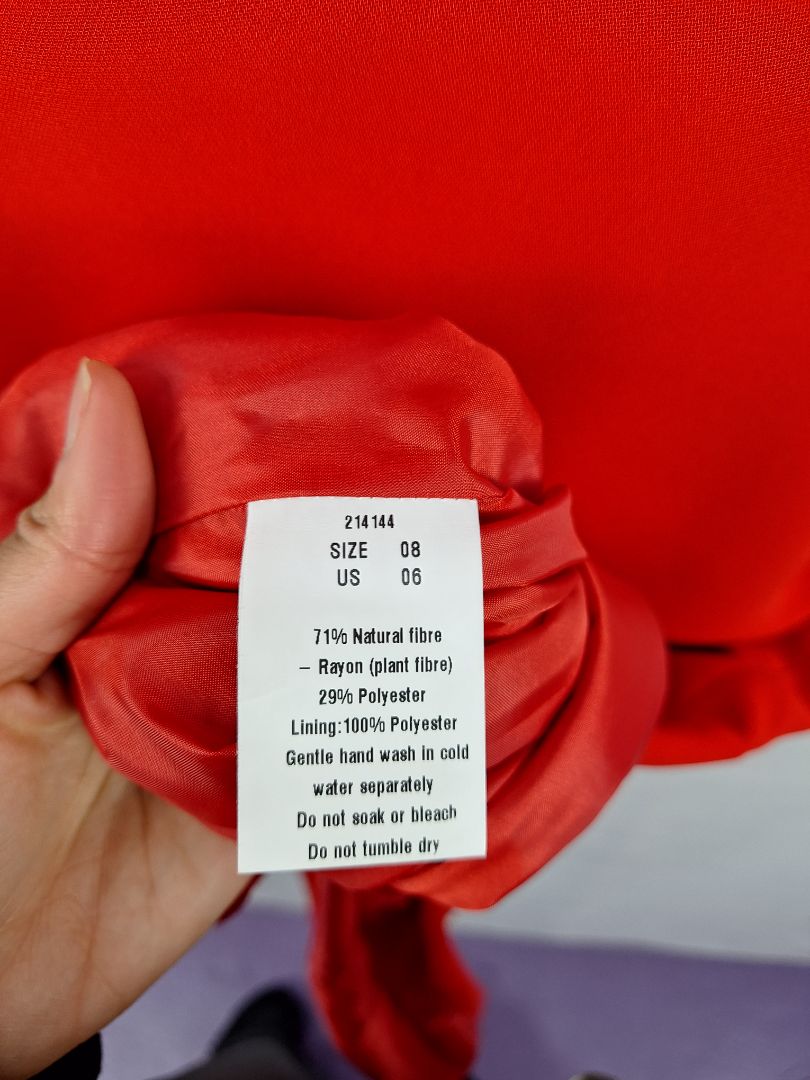 214144
SIZE 08
US 06
71% Natural fibre
– Rayon (plant fibre)
29% Polyester
Lining:100% Polyester
Gentle hand wash in cold
water separately
Do not soak or bleach
Do not tumble dry